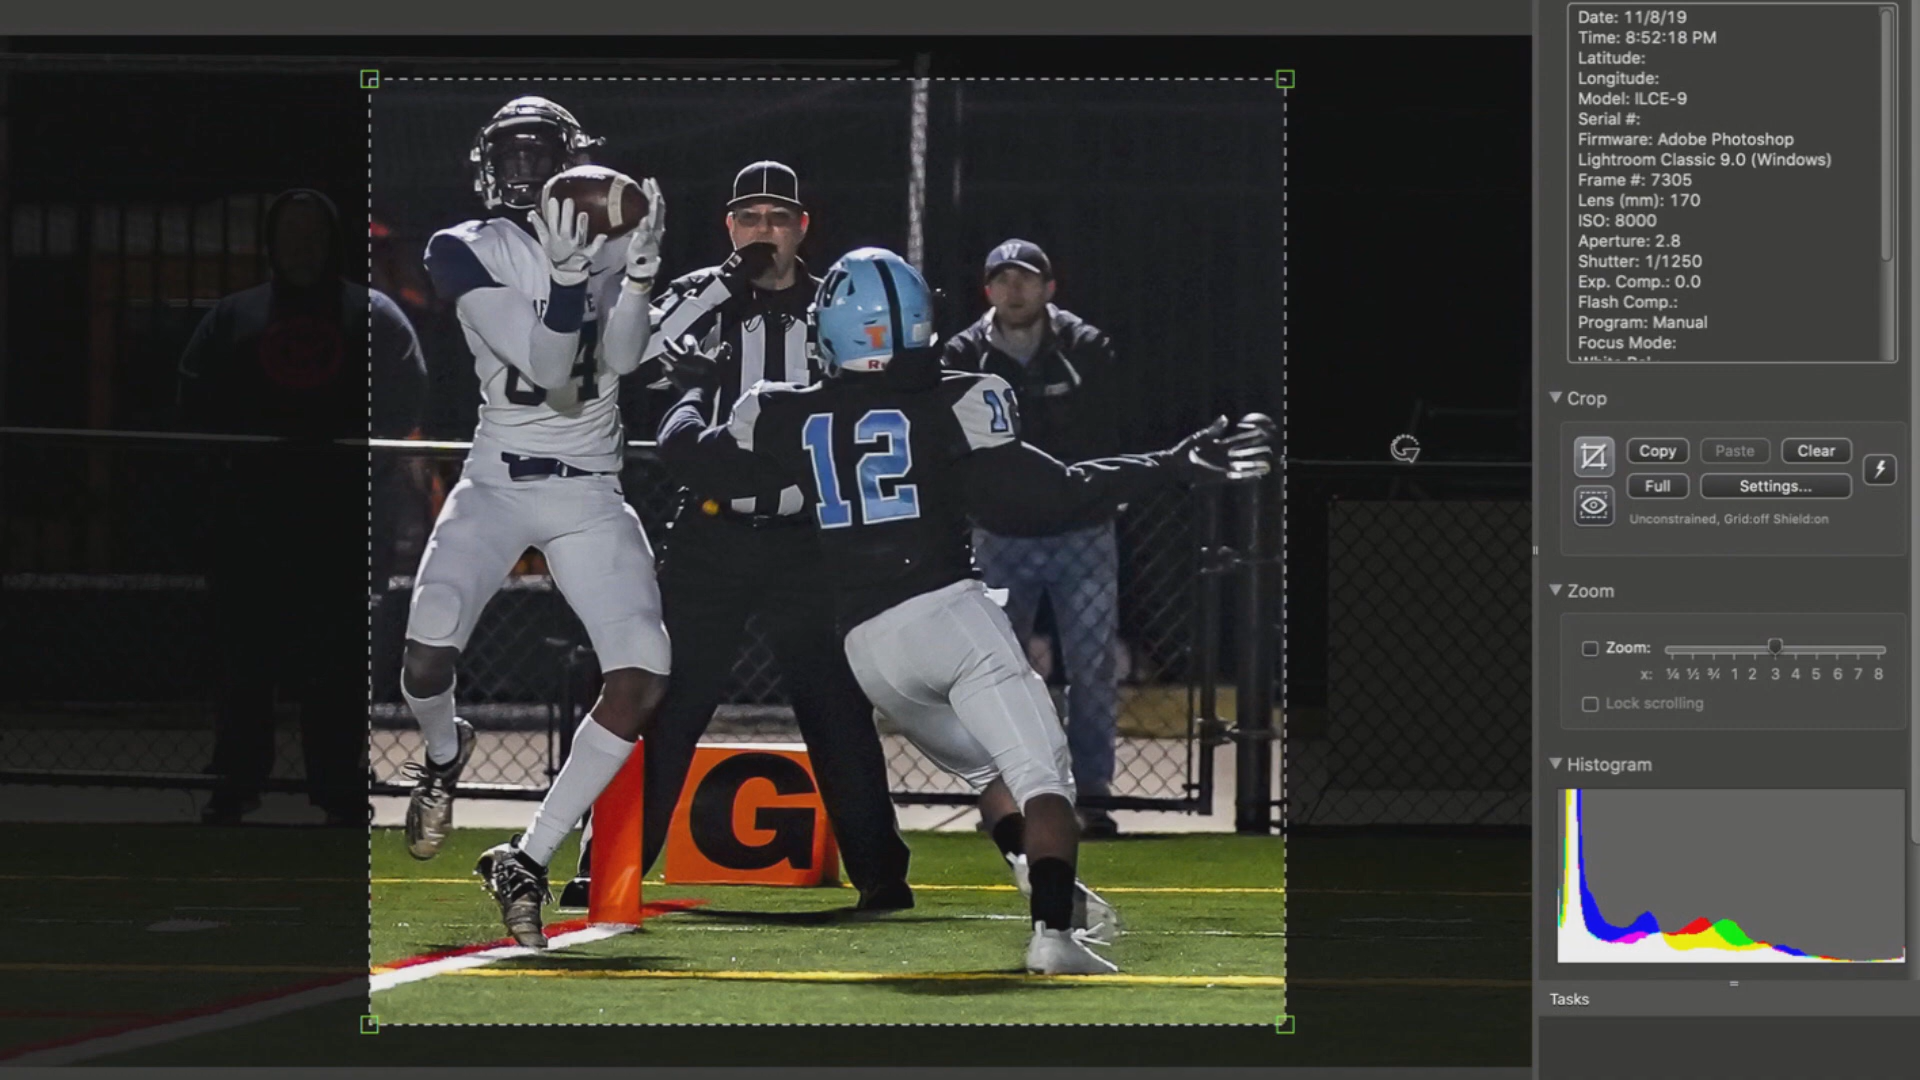 Date: 11/8/19
Time: 8:52:18 PM
Latitude:
Longitude:
Model: ILCE-9
Serial #:
Firmware: Adobe Photoshop
Lightroom Classic 9.0 (Windows)
Frame #: 7305
Lens (mm): 170
ISO: 8000
Aperture: 2.8
Shutter: 1/1250
Exp. Comp.: 0.0
Flash Comp.:
Program: Manual
Focus Mode:
Crop
Copy Paste Clear
Full Settings...
Unconstrained, Grid:off Shield:on
Zoom
Zoom:
x: ¼ ½ ¾ 1 2 3 4 5 6 7 8
Lock scrolling
Histogram
Tasks
W
T
12
G